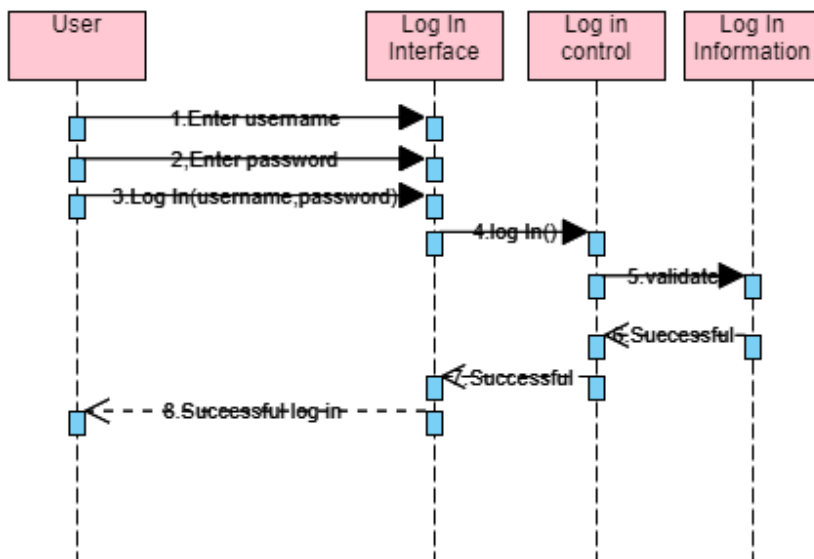 User
Log In
Interface
Log in
control
Log In
Information
1.Enter username
2,Enter password
3.Log In(username,password)
4.log In()
5.validate
6.Successful
7.Successful
8.Successful log in